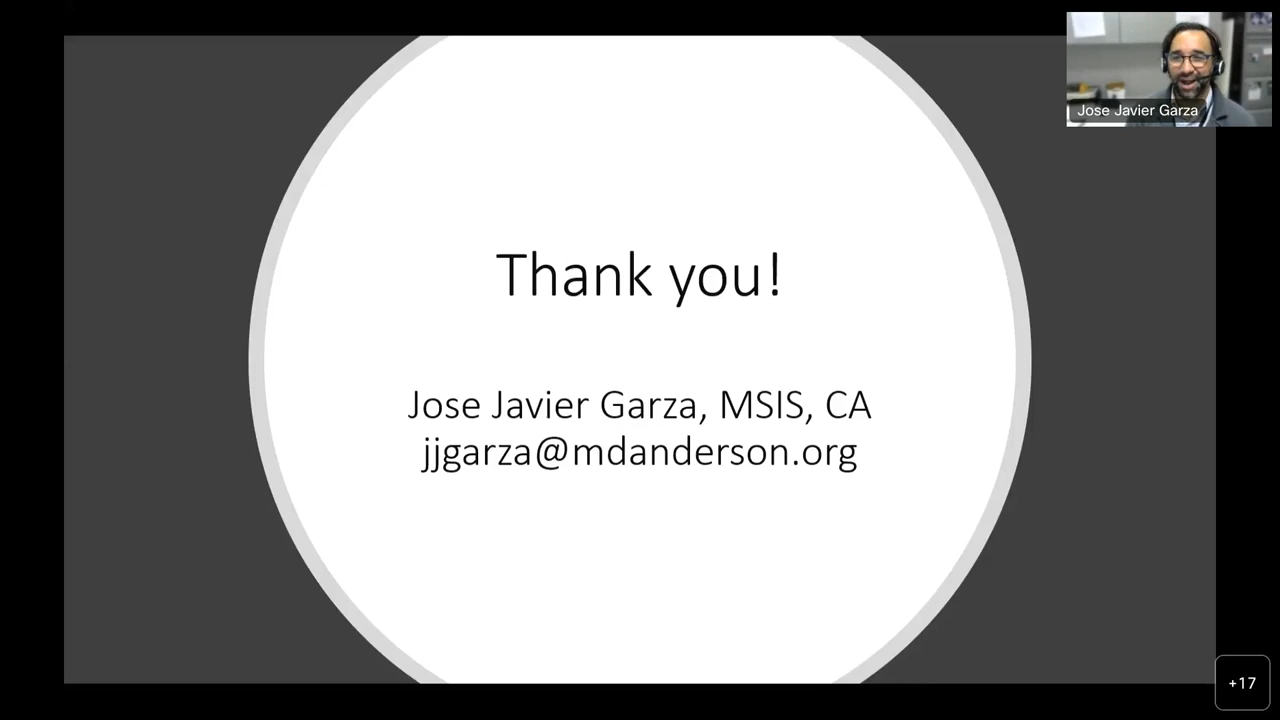 Jose Javier Garza
Thank you!
Jose Javier Garza, MSIS, CA
jjgarza@mdanderson.org
+17